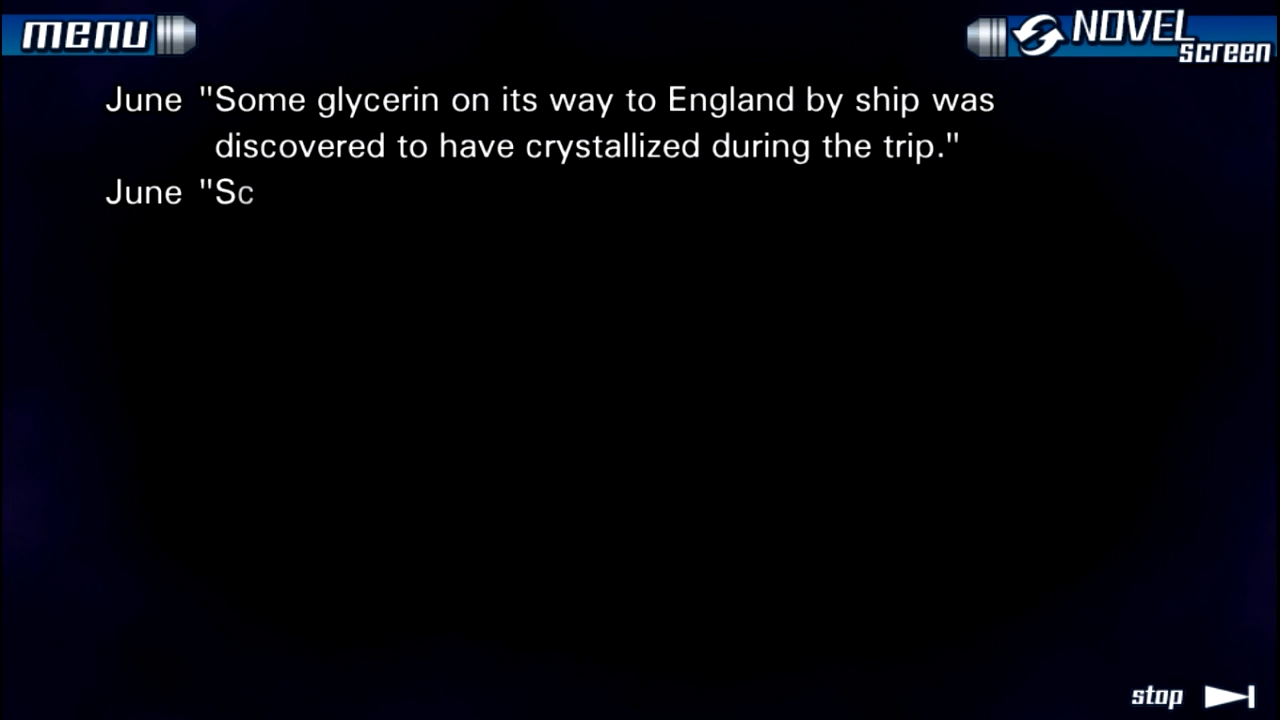 menu
NOVEL
screen
June "Some glycerin on its way to England by ship was
discovered to have crystallized during the trip."
June "Sc
stop